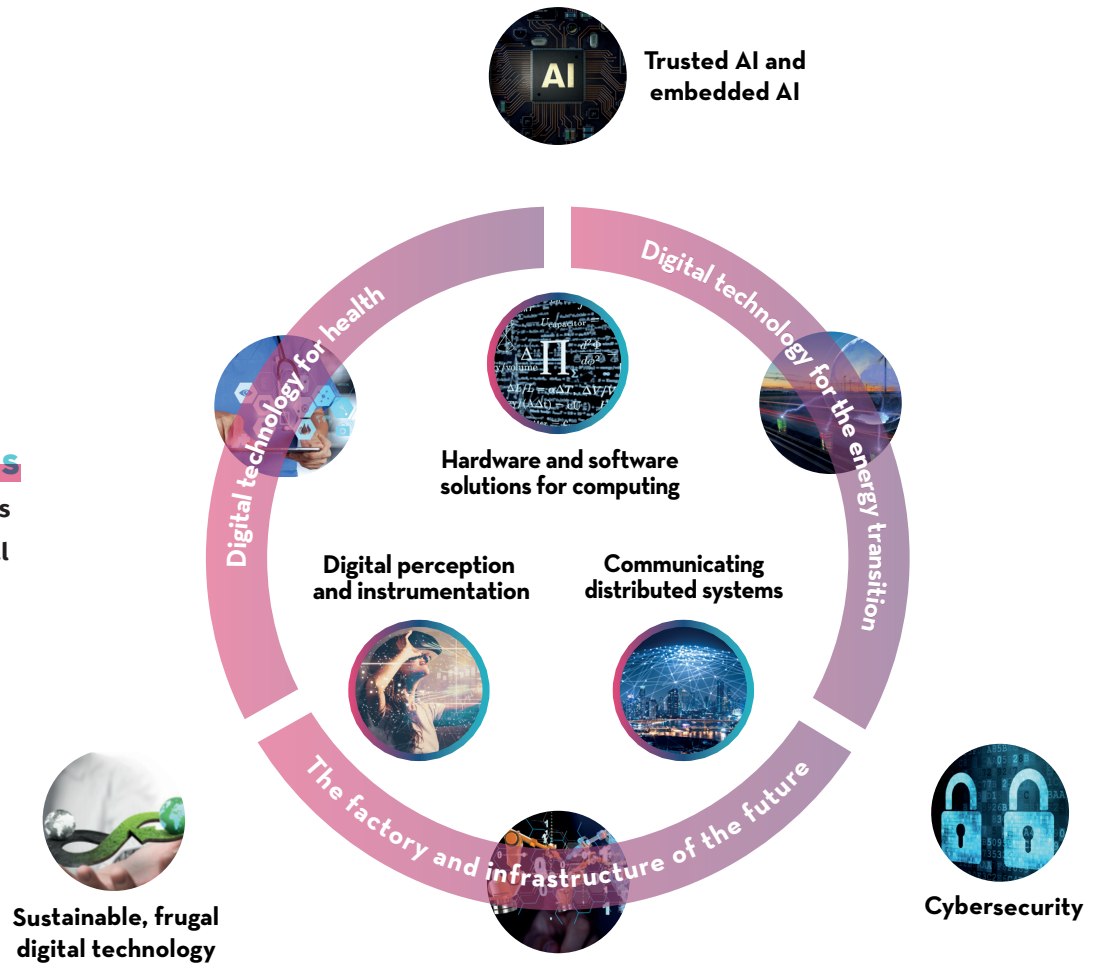 AI
Trusted AI and
embedded AI
Digital technology for health
Digital technology for the energy transition
Hardware and software
solutions for computing
s
s
Digital perception
and instrumentation
Communicating
distributed systems
The factory and infrastructure of the future
Sustainable, frugal
digital technology
Cybersecurity